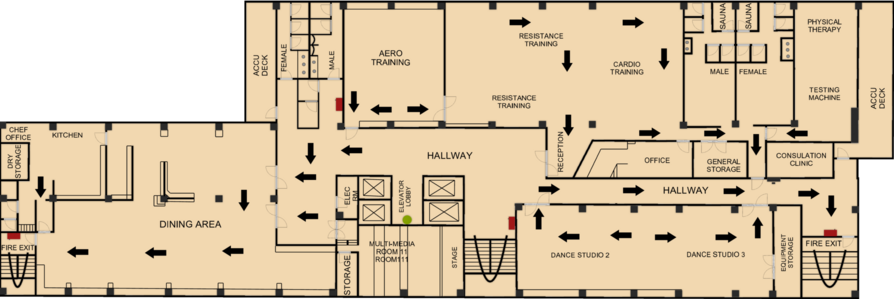 ACCU
DECK
FEMALE
MALE
AERO
TRAINING
RESISTANCE
TRAINING
CARDIO
TRAINING
RESISTANCE
TRAINING
SAUNA
SAUNA
MALE
FEMALE
PHYSICAL
THERAPY
TESTING
MACHINE
ACCU
DECK
CHEF
OFFICE
KITCHEN
DRY
STORAGE
HALLWAY
RECEPTION
OFFICE
GENERAL
STORAGE
CONSULATION
CLINIC
HALLWAY
ELEC
RM
ELEVATOR
LOBBY
DINING AREA
FIRE EXIT
STORAGE
MULTI-MEDIA
ROOM 11
ROOM111
STAGE
DANCE STUDIO 2
DANCE STUDIO 3
EQUIPMENT
STORAGE
FIRE EXIT